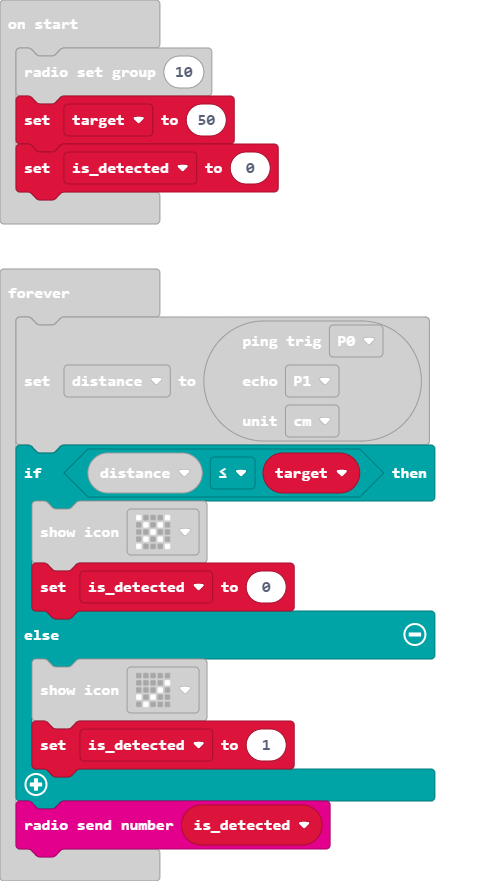 on start
radio set group 10
set target to 50
set is_detected to 0
forever
ping trig P0
set distance to echo P1
unit cm
if distance ≤ target then
show icon
set is_detected to 0
else
show icon
set is_detected to 1
radio send number is_detected